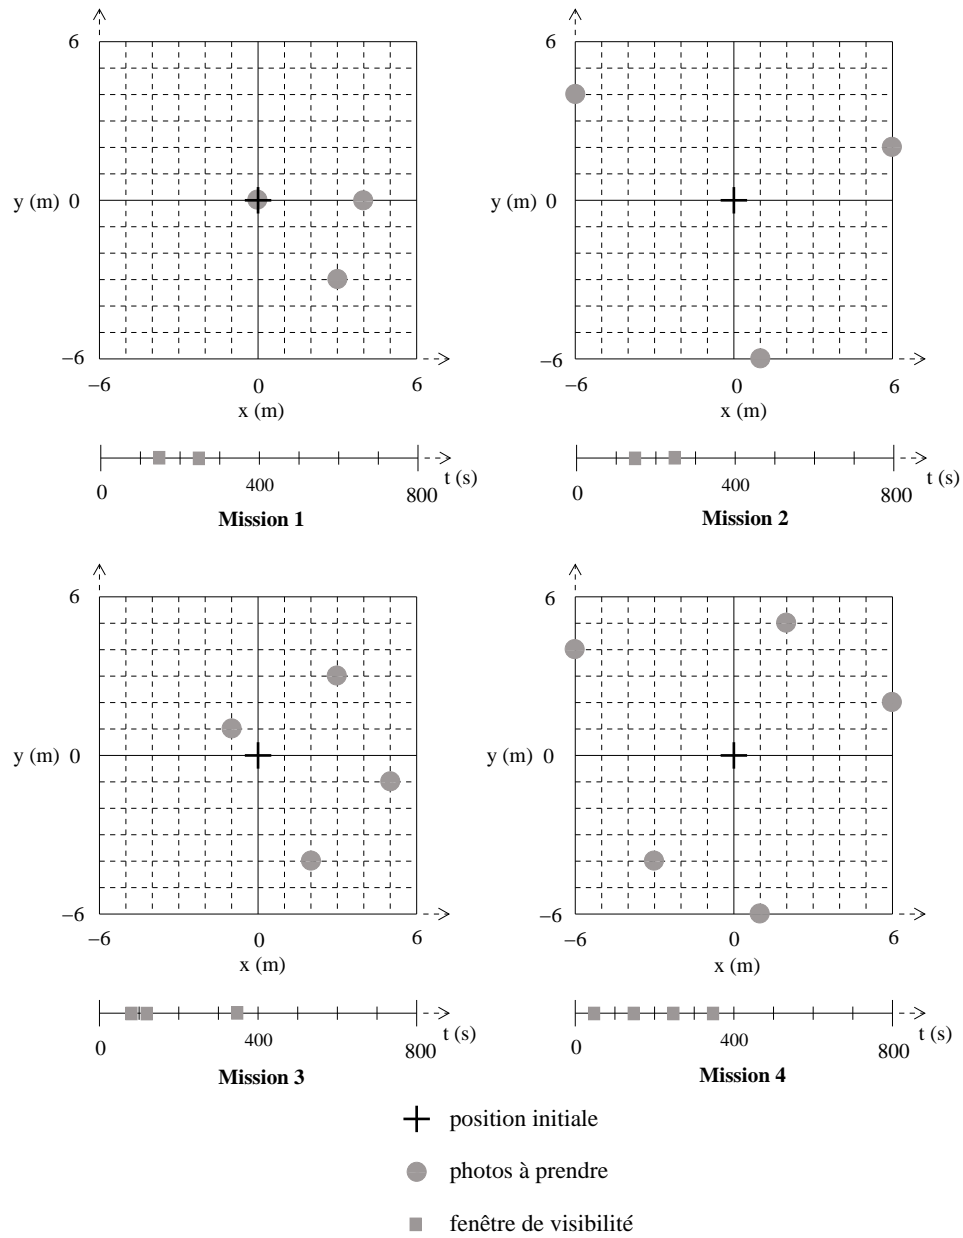 6 6
y (m) 0 y (m) 0
−6 −6
−6 0 6 −6 0 6
x (m) x (m)
0 400 800 t (s) 0 400 800 t (s)
Mission 1 Mission 2
6 6
y (m) 0 y (m) 0
−6 −6
−6 0 6 −6 0 6
x (m) x (m)
0 400 800 t (s) 0 400 800 t (s)
Mission 3 Mission 4
position initiale
photos à prendre
fenêtre de visibilité